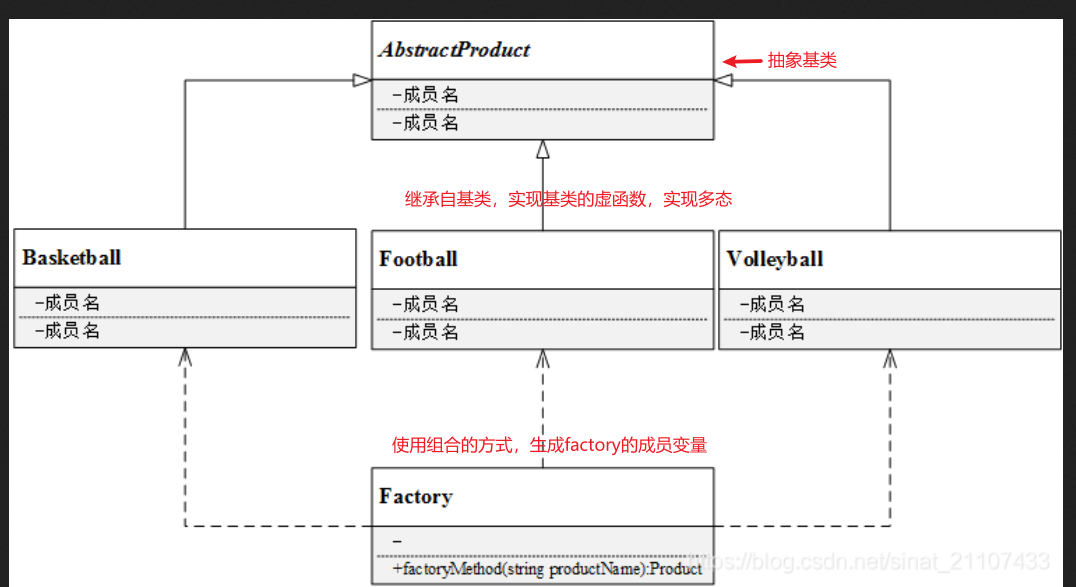 AbstractProduct
抽象基类
-成员名
-成员名
继承自基类，实现基类的虚函数，实现多态
Basketball
Football
Volleyball
-成员名
-成员名
-成员名
-成员名
-成员名
-成员名
使用组合的方式，生成factory的成员变量
Factory
-
+factoryMethod(string productName):Product
https://blog.csdn.net/sinat_21107433